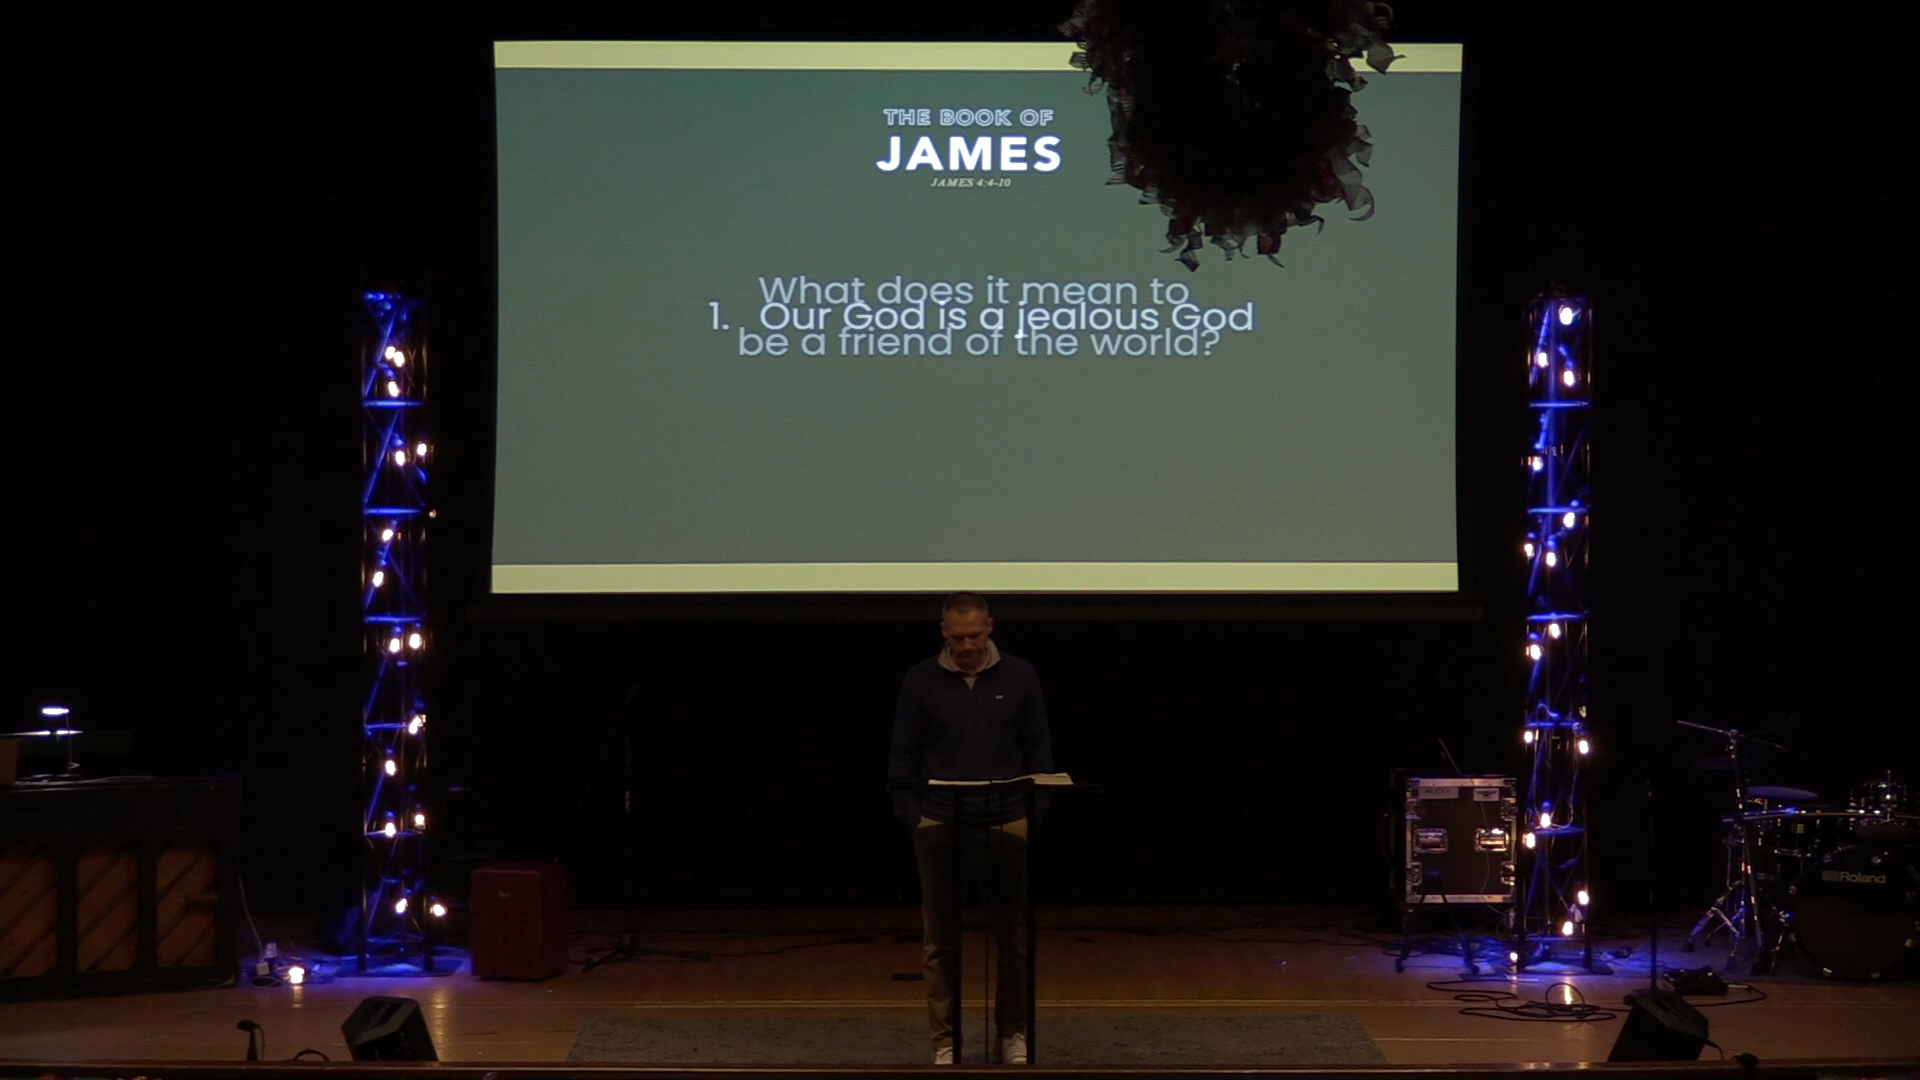 THE BOOK OF
JAMES
JAMES 4:4-10
What does it mean to
1. Our God is a jealous God
be a friend of the world?
Roland